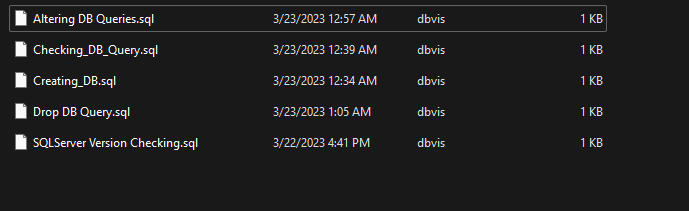 Altering DB Queries.sql 3/23/2023 12:57 AM dbvis 1 KB
Checking_DB_Query.sql 3/23/2023 12:39 AM dbvis 1 KB
Creating_DB.sql 3/23/2023 12:34 AM dbvis 1 KB
Drop DB Query.sql 3/23/2023 1:05 AM dbvis 1 KB
SQLServer Version Checking.sql 3/22/2023 4:41 PM dbvis 1 KB